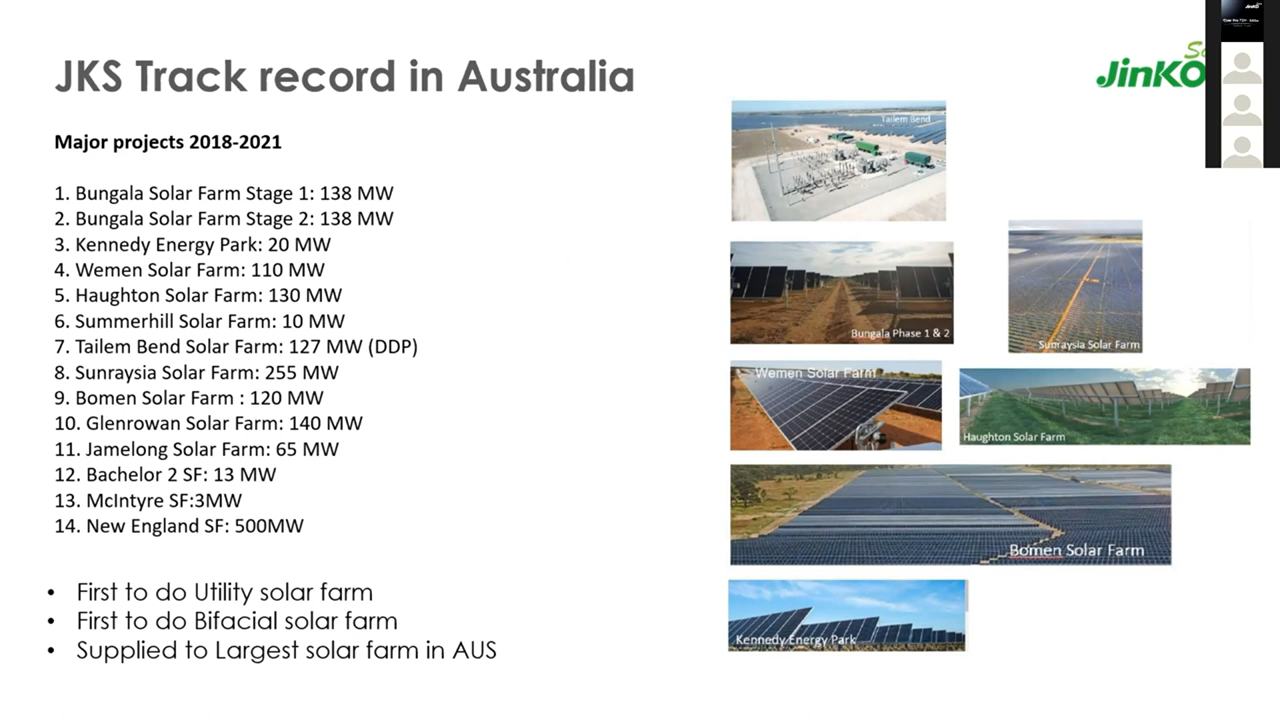 JKS Track record in Australia
Major projects 2018-2021
1. Bungala Solar Farm Stage 1: 138 MW
2. Bungala Solar Farm Stage 2: 138 MW
3. Kennedy Energy Park: 20 MW
4. Wemen Solar Farm: 110 MW
5. Haughton Solar Farm: 130 MW
6. Summerhill Solar Farm: 10 MW
7. Tailem Bend Solar Farm: 127 MW (DDP)
8. Sunraysia Solar Farm: 255 MW
9. Bomen Solar Farm : 120 MW
10. Glenrowan Solar Farm: 140 MW
11. Jamelong Solar Farm: 65 MW
12. Bachelor 2 SF: 13 MW
13. McIntyre SF:3MW
14. New England SF: 500MW
• First to do Utility solar farm
• First to do Bifacial solar farm
• Supplied to Largest solar farm in AUS
JinKO
Tailem Bend
Bungala Phase 1 & 2
Sunraysia Solar Farm
Wemen Solar Farm
Haughton Solar Farm
Bomen Solar Farm
Kennedy Energy Park